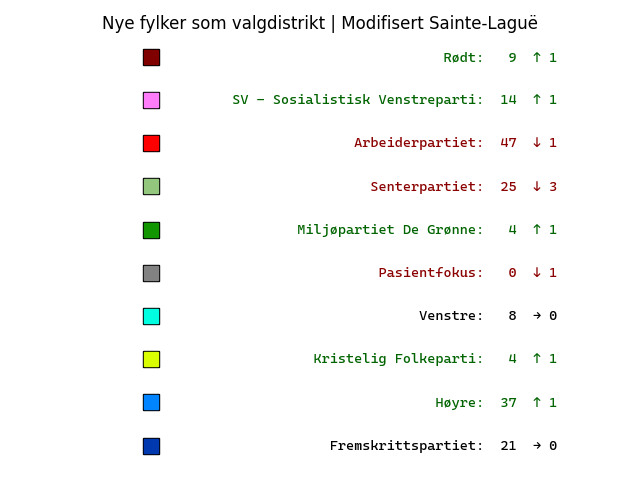 Nye fylker som valgdistrikt | Modifisert Sainte-Laguë
Rødt: 9 ↑ 1
SV – Sosialistisk Venstreparti: 14 ↑ 1
Arbeiderpartiet: 47 ↓ 1
Senterpartiet: 25 ↓ 3
Miljøpartiet De Grønne: 4 ↑ 1
Pasientfokus: 0 ↓ 1
Venstre: 8 → 0
Kristelig Folkeparti: 4 ↑ 1
Høyre: 37 ↑ 1
Fremskrittspartiet: 21 → 0